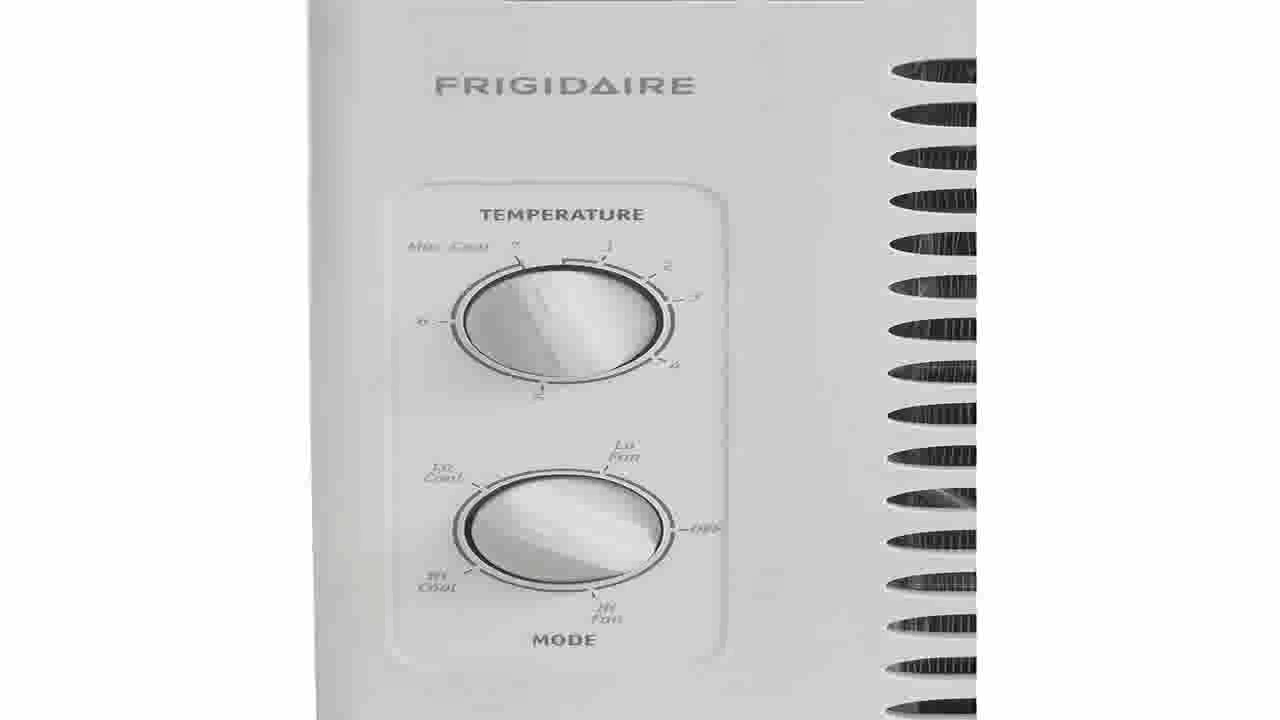 FRIGIDAIRE
TEMPERATURE
Max Cool 7
1
2
3
6
4
5
Lo
Fan
Lo
Cool
OFF
Hi
Cool
Hi
Fan
MODE